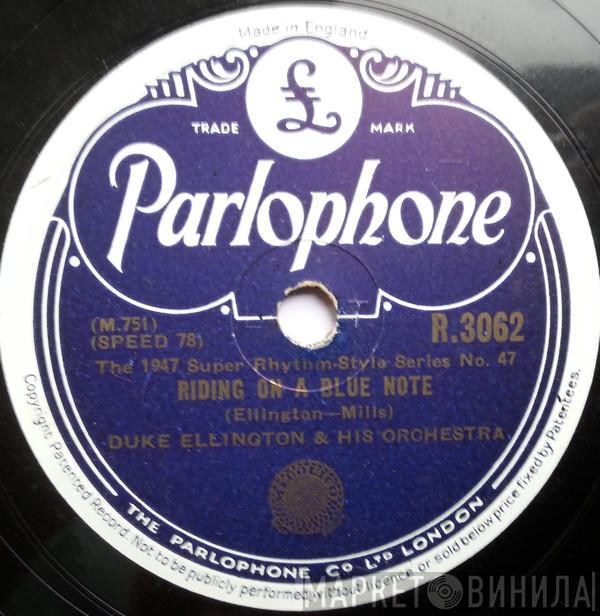 Made in England
£
TRADE MARK
Parlophone
(M.751)
(SPEED 78)
R.3062
The 1947 Super Rhythm-Style Series No. 47
RIDING ON A BLUE NOTE
(Ellington—Mills)
DUKE ELLINGTON & HIS ORCHESTRA
THE PARLOPHONE CO LTD LONDON
Copyright Patented Record. Not to be publicly performed without licence or sold below price fixed by Patentees.
МАРКЕТ ВИНИЛА